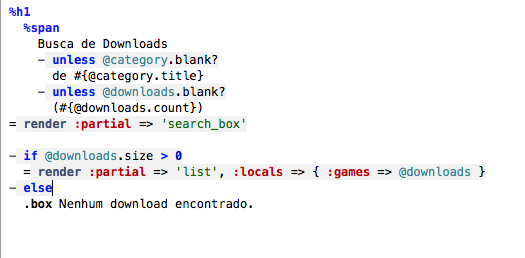 %h1
  %span
    Busca de Downloads
    - unless @category.blank?
      de #{@category.title}
    - unless @downloads.blank?
      (#{@downloads.count})
= render :partial => 'search_box'

- if @downloads.size > 0
  = render :partial => 'list', :locals => { :games => @downloads }
- else
  .box Nenhum download encontrado.